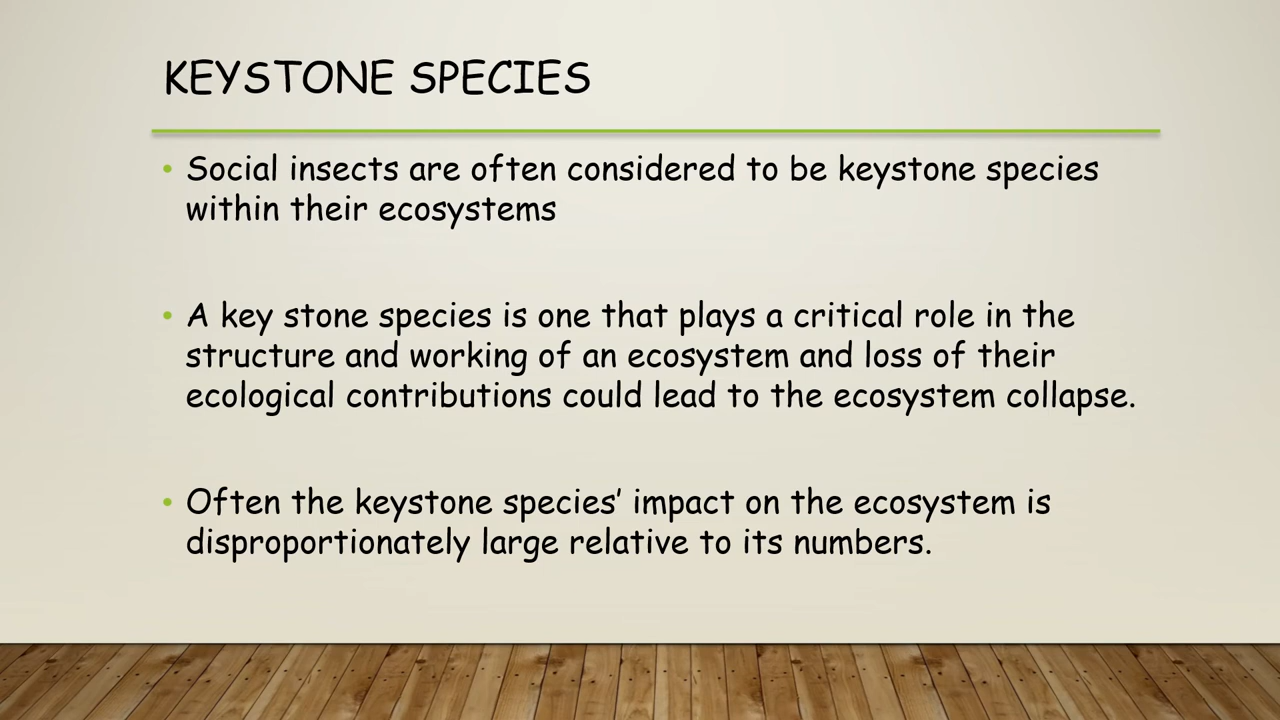 KEYSTONE SPECIES
• Social insects are often considered to be keystone species
within their ecosystems
• A key stone species is one that plays a critical role in the
structure and working of an ecosystem and loss of their
ecological contributions could lead to the ecosystem collapse.
• Often the keystone species’ impact on the ecosystem is
disproportionately large relative to its numbers.